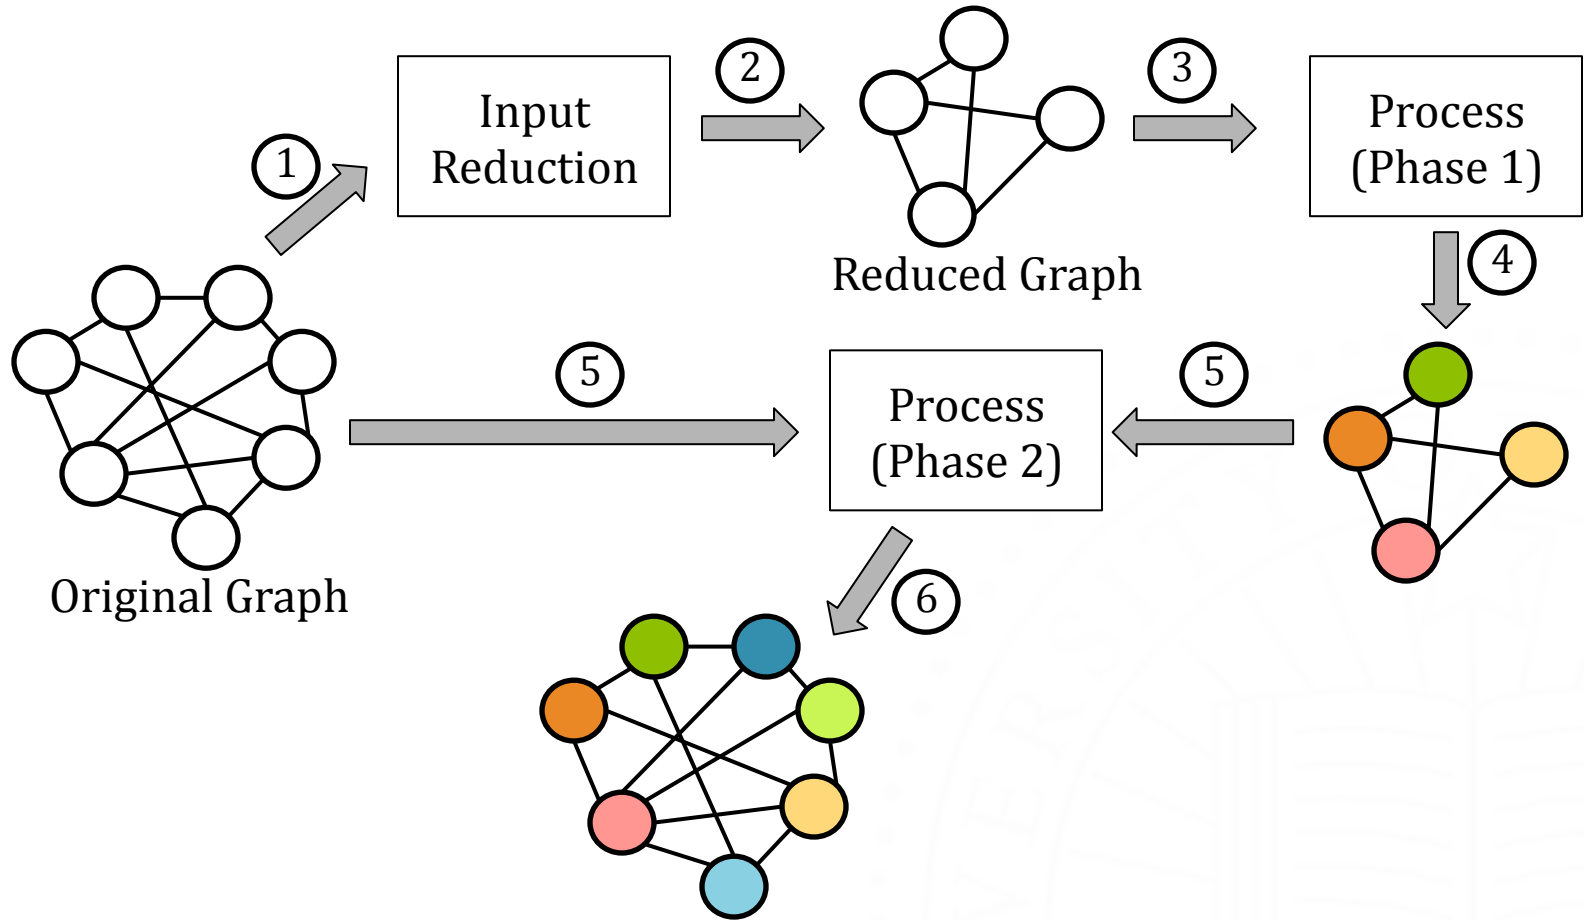 1
Input
Reduction
2
3
Process
(Phase 1)
Reduced Graph
4
5
Process
(Phase 2)
5
Original Graph
6